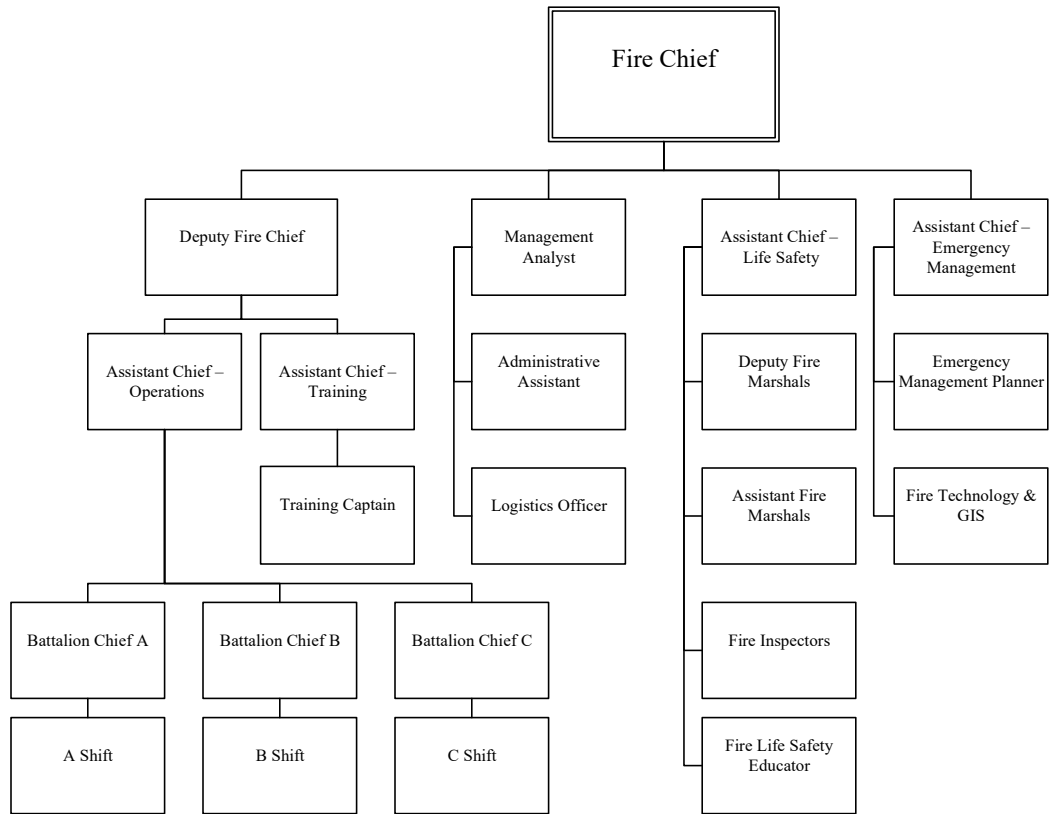 Fire Chief
Deputy Fire Chief
Management
Analyst
Assistant Chief –
Life Safety
Assistant Chief –
Emergency
Management
Assistant Chief –
Operations
Assistant Chief –
Training
Administrative
Assistant
Deputy Fire
Marshals
Emergency
Management Planner
Training Captain
Logistics Officer
Assistant Fire
Marshals
Fire Technology &
GIS
Battalion Chief A
Battalion Chief B
Battalion Chief C
Fire Inspectors
A Shift
B Shift
C Shift
Fire Life Safety
Educator